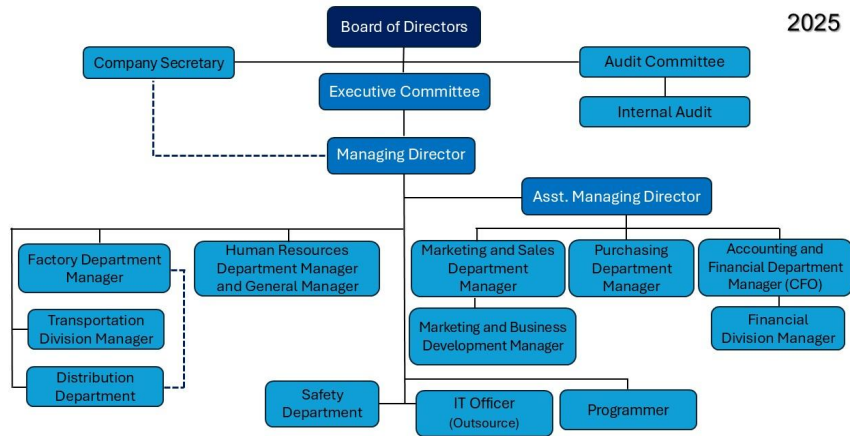 2025
Board of Directors
Company Secretary
Audit Committee
Executive Committee
Internal Audit
Managing Director
Asst. Managing Director
Factory Department
Manager
Human Resources
Department Manager
and General Manager
Marketing and Sales
Department
Manager
Purchasing
Department
Manager
Accounting and
Financial Department
Manager (CFO)
Transportation
Division Manager
Marketing and Business
Development Manager
Financial
Division Manager
Distribution
Department
Safety
Department
IT Officer
(Outsource)
Programmer